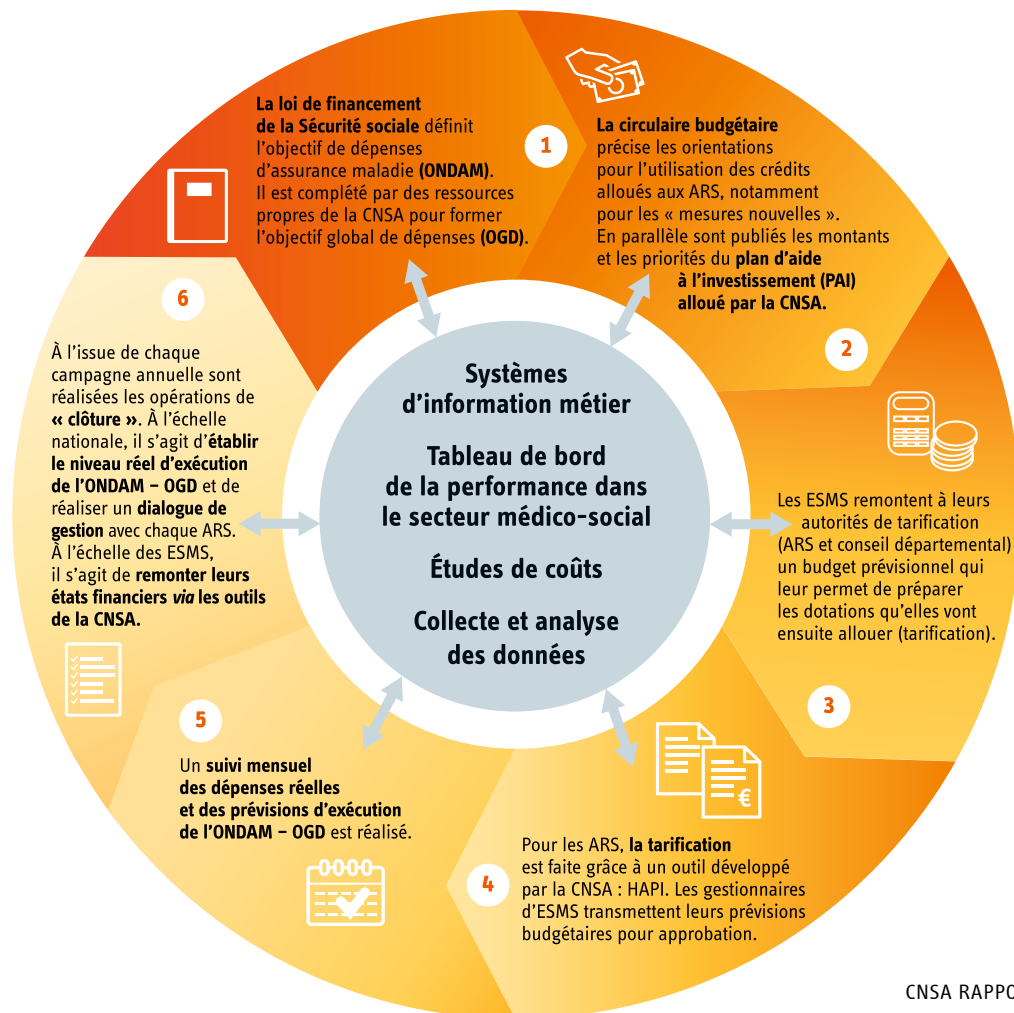 La loi de financement
de la Sécurité sociale définit
l’objectif de dépenses
d’assurance maladie (ONDAM).
Il est complété par des ressources
propres de la CNSA pour former
l’objectif global de dépenses (OGD).
1
La circulaire budgétaire
précise les orientations
pour l’utilisation des crédits
alloués aux ARS, notamment
pour les « mesures nouvelles ».
En parallèle sont publiés les montants
et les priorités du plan d’aide
à l’investissement (PAI)
alloué par la CNSA.
2
Les ESMS remontent à leurs
autorités de tarification
(ARS et conseil départemental)
un budget prévisionnel qui
leur permet de préparer
les dotations qu’elles vont
ensuite allouer (tarification).
3
€
Pour les ARS, la tarification
est faite grâce à un outil développé
par la CNSA : HAPI. Les gestionnaires
d’ESMS transmettent leurs prévisions
budgétaires pour approbation.
4
5
Un suivi mensuel
des dépenses réelles
et des prévisions d’exécution
de l’ONDAM – OGD est réalisé.
6
À l’issue de chaque
campagne annuelle sont
réalisées les opérations de
« clôture ». À l’échelle
nationale, il s’agit d’établir
le niveau réel d’exécution
de l’ONDAM – OGD et de
réaliser un dialogue de
gestion avec chaque ARS.
À l’échelle des ESMS,
il s’agit de remonter leurs
états financiers via les outils
de la CNSA.
Systèmes
d’information métier
Tableau de bord
de la performance dans
le secteur médico-social
Études de coûts
Collecte et analyse
des données
CNSA RAPPO